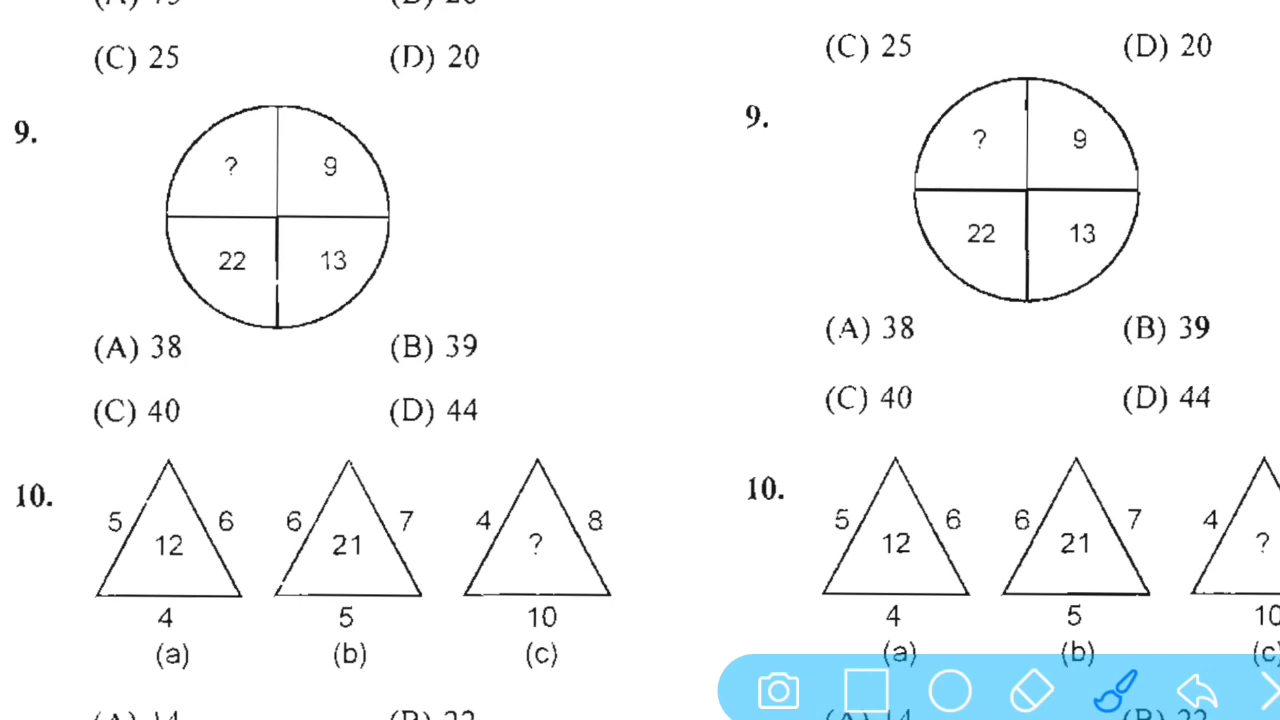 (C) 25 (D) 20
9.
? 9
22 13
(A) 38 (B) 39
(C) 40 (D) 44
10.
5 12 6 6 21 7 4 ? 8
4 5 10
(a) (b) (c)
(C) 25 (D) 20
9.
? 9
22 13
(A) 38 (B) 39
(C) 40 (D) 44
10.
5 12 6 6 21 7 4 ?
4 5 10
(a) (b) (c)